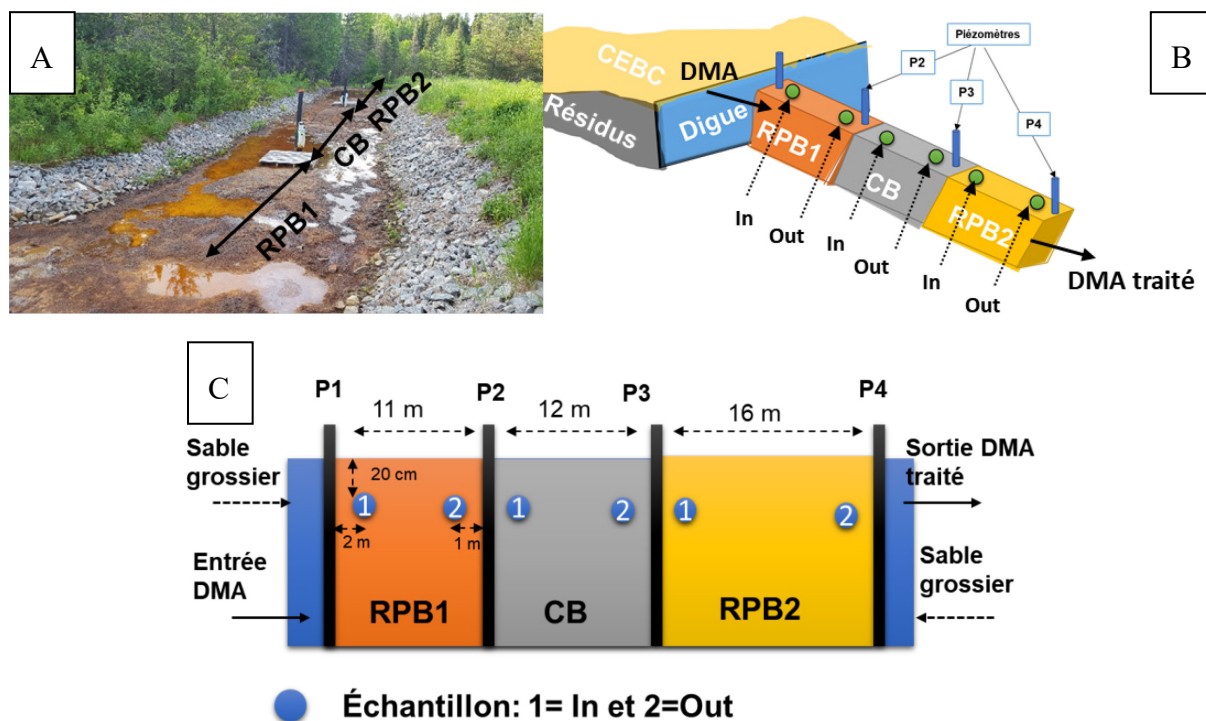 A
RPB1
CB
RPB2
B
CEBC
Résidus
Digue
DMA
RPB1
CB
RPB2
Piézomètres
P2
P3
P4
In
Out
In
Out
In
Out
DMA traité
C
P1
P2
P3
P4
11 m
12 m
16 m
Sable
grossier
Entrée
DMA
20 cm
1
2
1
2
1
2
2 m
1 m
RPB1
CB
RPB2
Sortie DMA
traité
Sable
grossier
Échantillon: 1= In et 2=Out